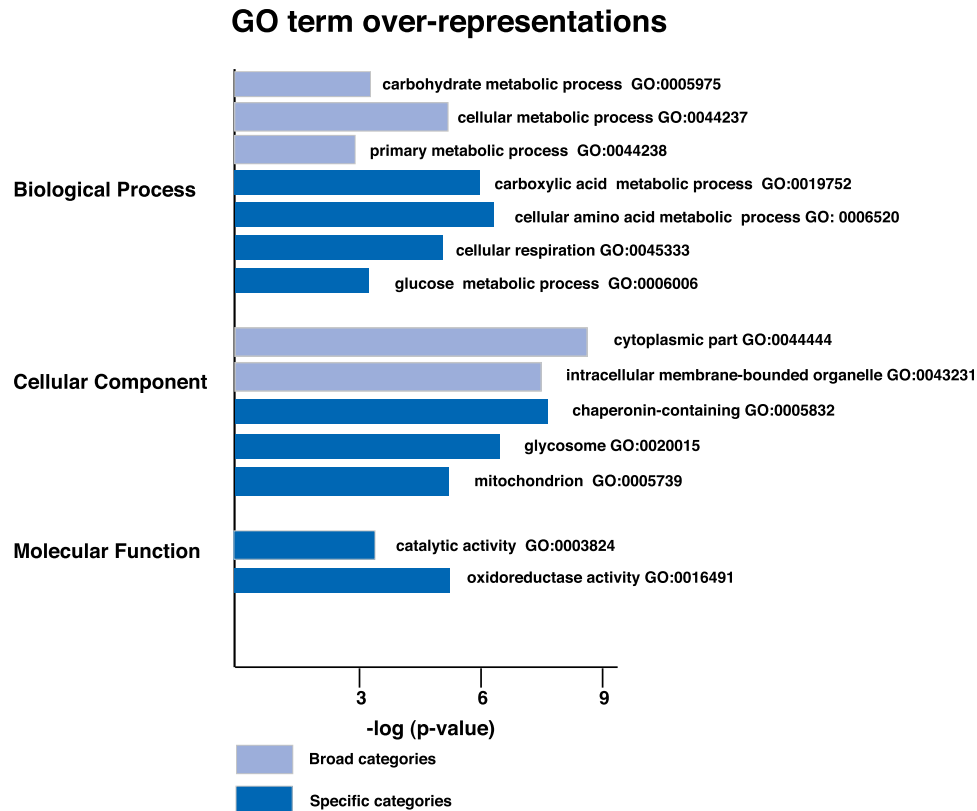 GO term over-representations
carbohydrate metabolic process GO:0005975
cellular metabolic process GO:0044237
primary metabolic process GO:0044238
Biological Process
carboxylic acid metabolic process GO:0019752
cellular amino acid metabolic process GO: 0006520
cellular respiration GO:0045333
glucose metabolic process GO:0006006
cytoplasmic part GO:0044444
Cellular Component
intracellular membrane-bounded organelle GO:0043231
chaperonin-containing GO:0005832
glycosome GO:0020015
mitochondrion GO:0005739
Molecular Function
catalytic activity GO:0003824
oxidoreductase activity GO:0016491
3 6 9
-log (p-value)
Broad categories
Specific categories